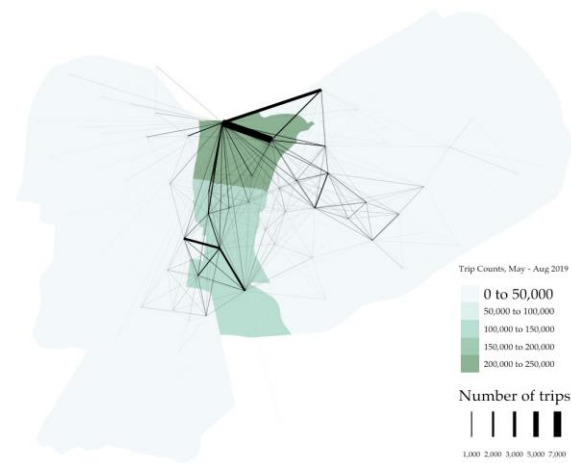 Trip Counts, May - Aug 2019
0 to 50,000
50,000 to 100,000
100,000 to 150,000
150,000 to 200,000
200,000 to 250,000
Number of trips
1,000 2,000 3,000 5,000 7,000